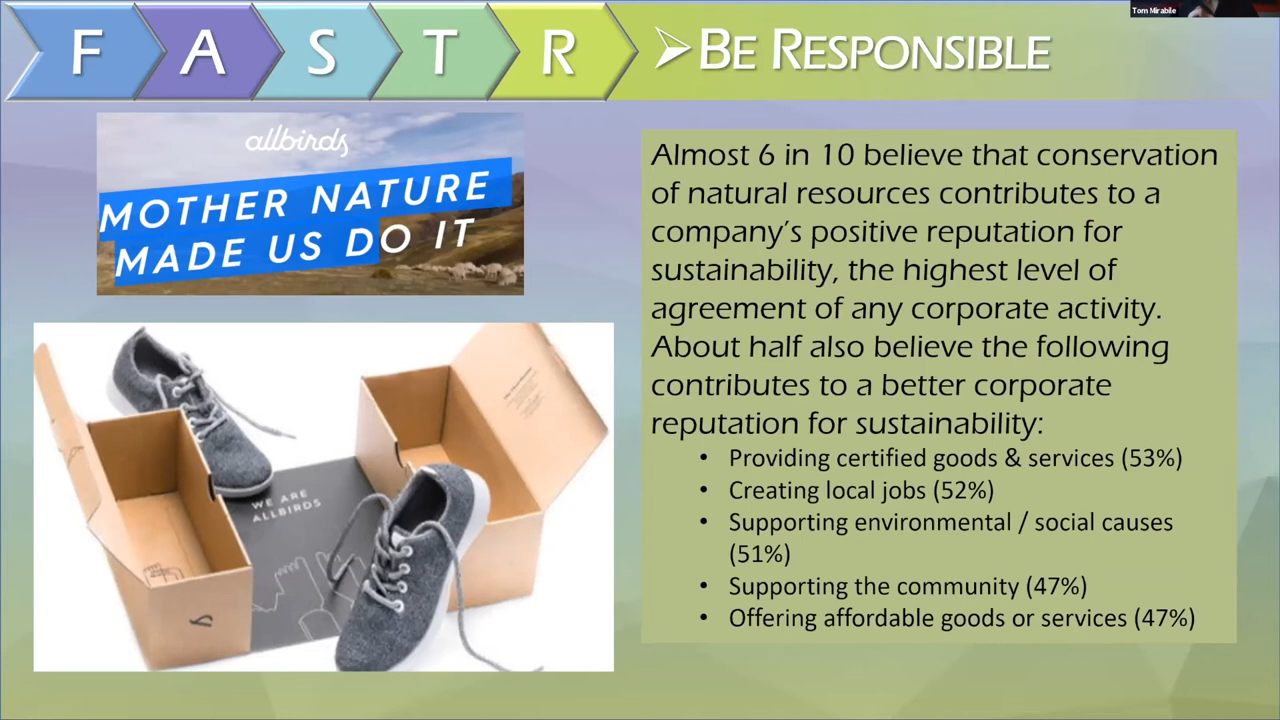 F A S T R ➢BE RESPONSIBLE
Tom Mirabile
allbirds
MOTHER NATURE
MADE US DO IT
WE ARE
ALLBIRDS
Almost 6 in 10 believe that conservation
of natural resources contributes to a
company's positive reputation for
sustainability, the highest level of
agreement of any corporate activity.
About half also believe the following
contributes to a better corporate
reputation for sustainability:
• Providing certified goods & services (53%)
• Creating local jobs (52%)
• Supporting environmental / social causes
(51%)
• Supporting the community (47%)
• Offering affordable goods or services (47%)